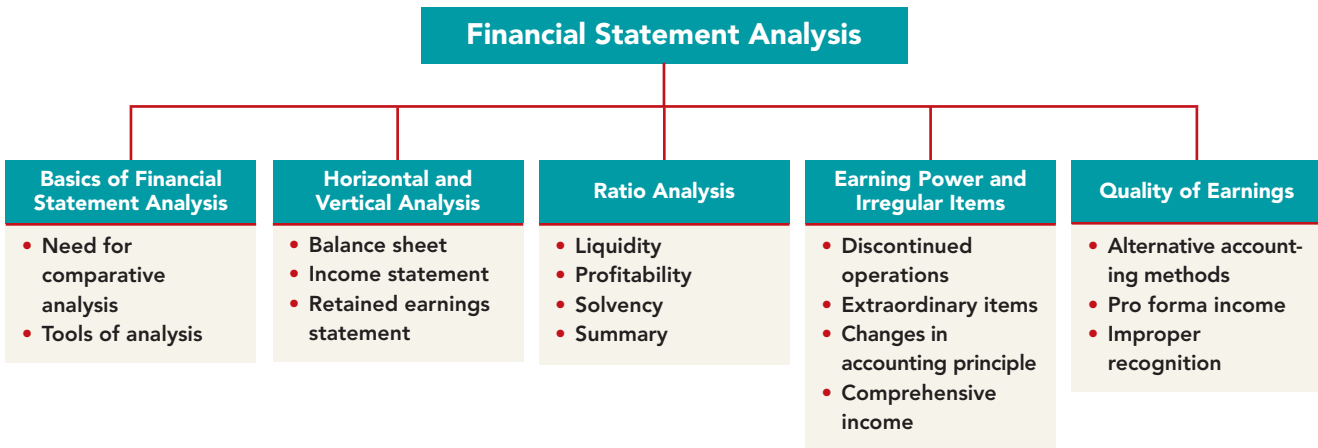 Financial Statement Analysis
Basics of Financial
Statement Analysis
• Need for
comparative
analysis
• Tools of analysis
Horizontal and
Vertical Analysis
• Balance sheet
• Income statement
• Retained earnings
statement
Ratio Analysis
• Liquidity
• Profitability
• Solvency
• Summary
Earning Power and
Irregular Items
• Discontinued
operations
• Extraordinary items
• Changes in
accounting principle
• Comprehensive
income
Quality of Earnings
• Alternative account-
ing methods
• Pro forma income
• Improper
recognition